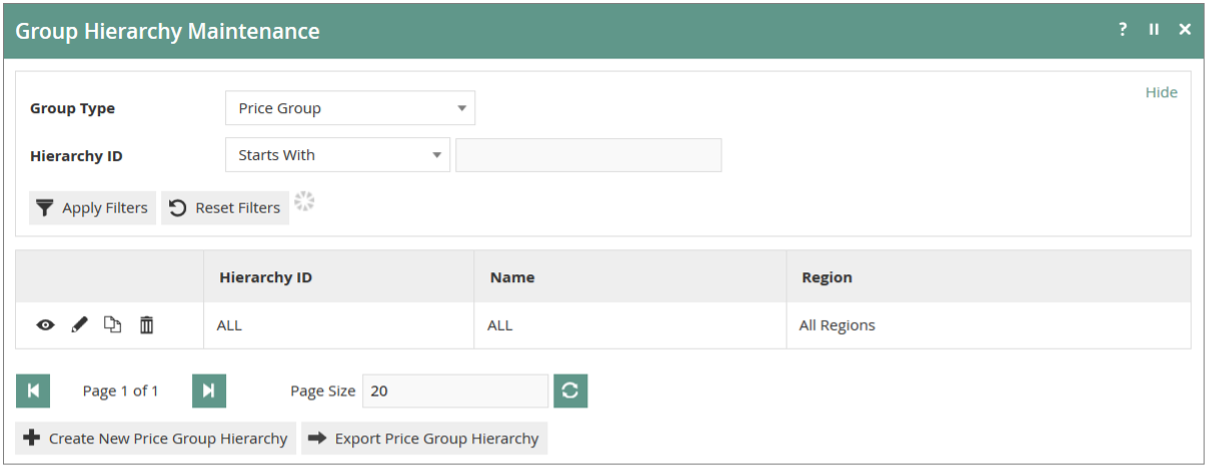 Group Hierarchy Maintenance ?
Hide
Group Type Price Group
Hierarchy ID Starts With
Apply Filters Reset Filters
Hierarchy ID Name Region
ALL ALL All Regions
Page 1 of 1 Page Size 20
Create New Price Group Hierarchy Export Price Group Hierarchy